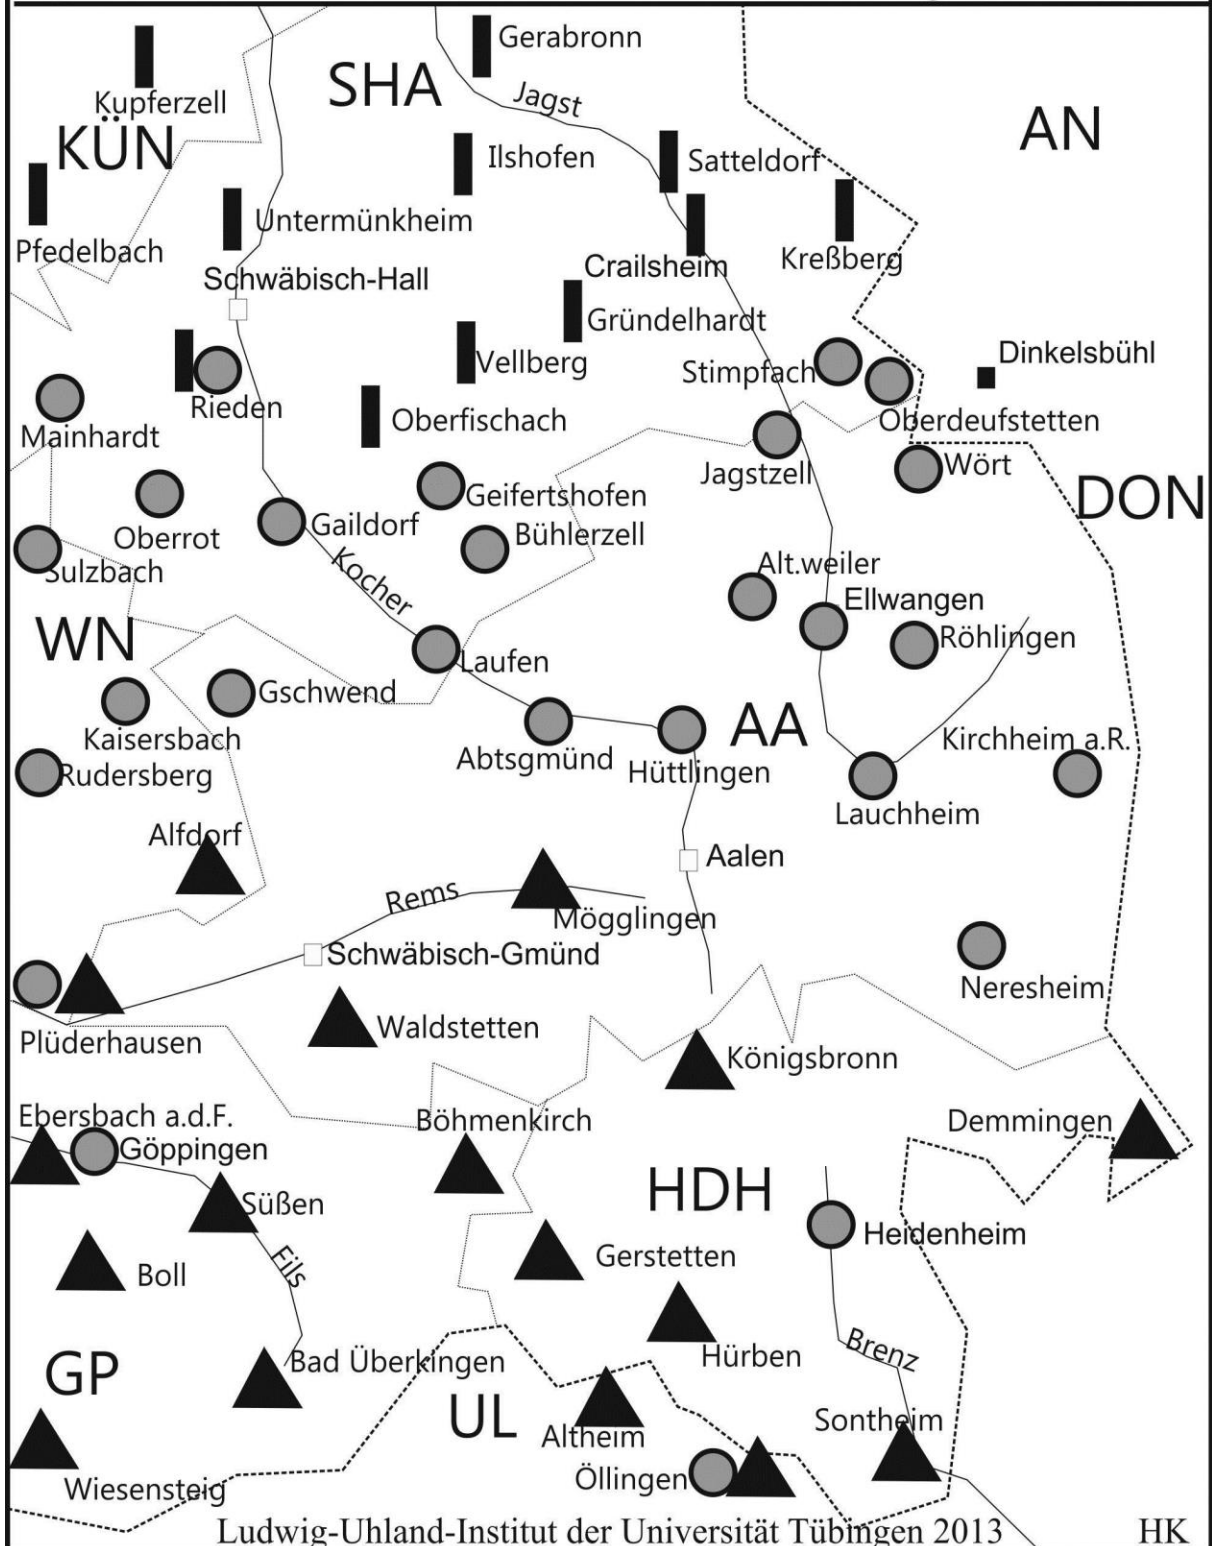 Gerabronn
SHA
Kupferzell
Jagst
AN
KÜN
Ilshofen
Satteldorf
Untermünkheim
Pfedelbach
Kreßberg
Crailsheim
Schwäbisch-Hall
Gründelhardt
Dinkelsbühl
Vellberg
Stimpfach
Rieden
Oberfischach
Oberdeufstetten
Mainhardt
Wört
Jagstzell
Geifertshofen
DON
Gaildorf
Bühlerzell
Oberrot
Alt.weiler
Sulzbach
Kocher
Ellwangen
WN
Röhlingen
Laufen
Gschwend
AA
Kaisersbach
Kirchheim a.R.
Abtsgmünd
Hüttlingen
Rudersberg
Lauchheim
Alfdorf
Aalen
Rems
Mögglingen
Schwäbisch-Gmünd
Neresheim
Waldstetten
Plüderhausen
Königsbronn
Ebersbach a.d.F.
Böhmenkirch
Demmingen
Göppingen
HDH
Süßen
Heidenheim
Gerstetten
Fils
Boll
Brenz
Hürben
Bad Überkingen
GP
UL
Sontheim
Altheim
Öllingen
Wiesensteig
Ludwig-Uhland-Institut der Universität Tübingen 2013 HK